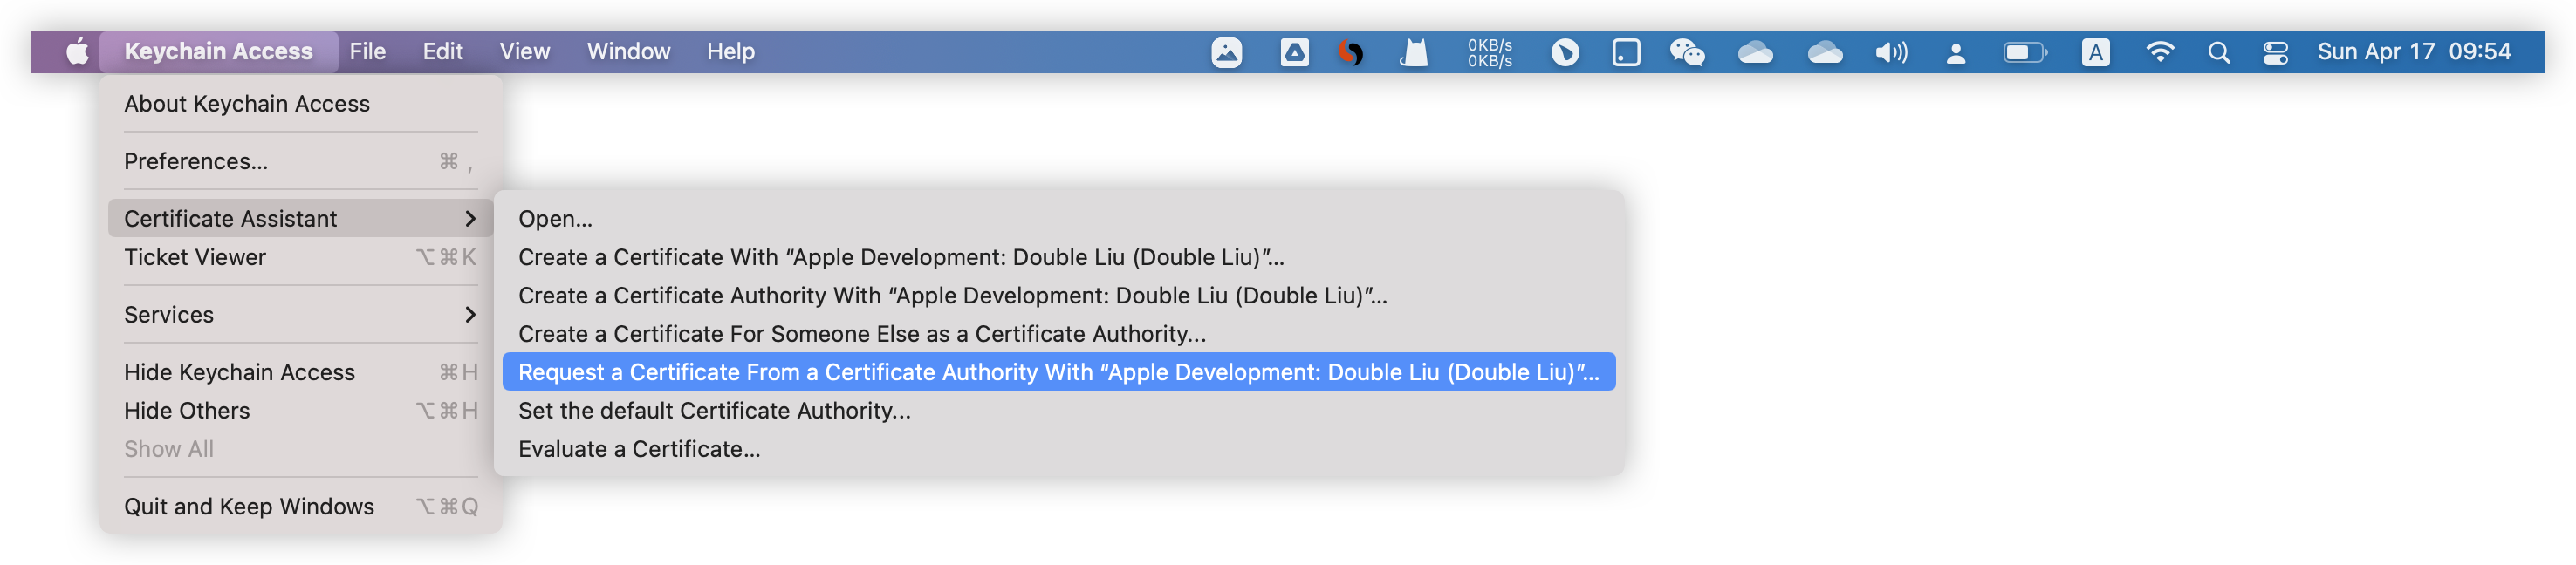 Keychain Access File Edit View Window Help 0KB/s 0KB/s A Sun Apr 17 09:54
About Keychain Access
Preferences... ⌘ ,
Certificate Assistant
Ticket Viewer ⌥⌘K
Services
Hide Keychain Access ⌘H
Hide Others ⌥⌘H
Show All
Quit and Keep Windows ⌥⌘Q
Open...
Create a Certificate With “Apple Development: Double Liu (Double Liu)”...
Create a Certificate Authority With “Apple Development: Double Liu (Double Liu)”...
Create a Certificate For Someone Else as a Certificate Authority...
Request a Certificate From a Certificate Authority With “Apple Development: Double Liu (Double Liu)”...
Set the default Certificate Authority...
Evaluate a Certificate...